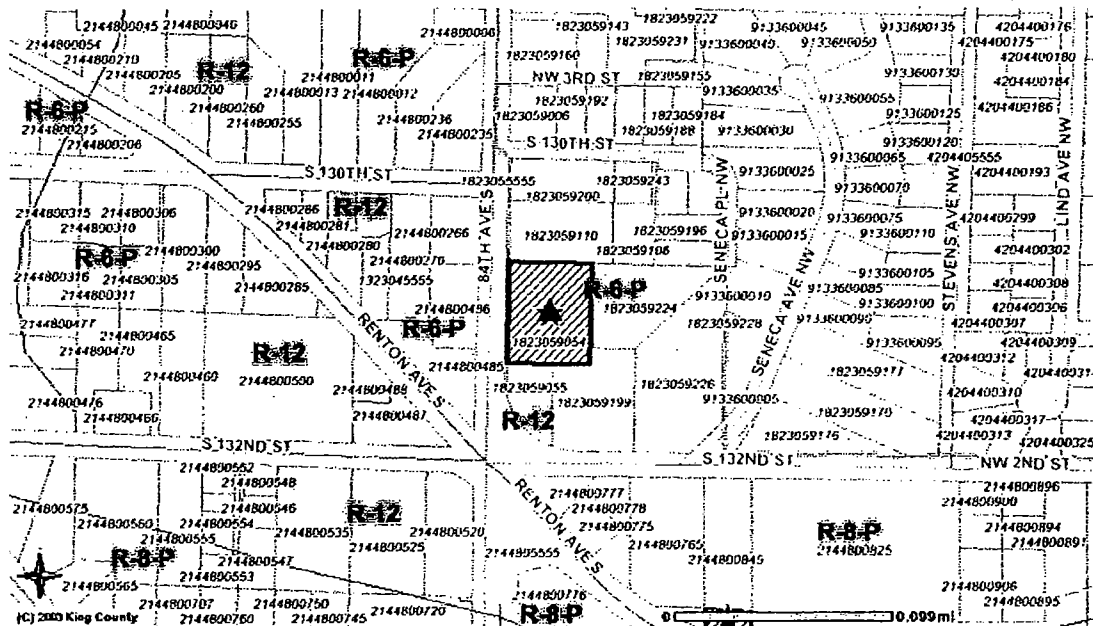 2144800045 2144800046 2144800006 1823059143 1823059222 9133600045 9133600135 4204400176
2144800054 R-6-P 1823059231 9133600040 9133600050 4204400175
2144800210 R-12 1823059160 4204400180
2144800205 2144800011 NW 3RD ST 1823059155 9133600130 4204400184
2144800200 2144800013 2144800012 9133600035
R-6-P 2144800260 1823059192 9133600055 4204400186
2144800215 2144800255 2144800236 1823059006 1823059184 9133600125
2144800206 2144800235 1823059188 9133600030
S 130TH ST 9133600120
S 130TH ST 1823055555 1823059243 9133600025 9133600065 4204405555
84TH AVE S 1823059200 SENECA PL NW 9133600070 4204400193 LIND AVE NW
2144800315 2144800306 2144800286 R-12 9133600020 9133600075 STEVENS AVE NW 4204400299
2144800310 2144800281 2144800266 1823059110 1823059196 9133600015 9133600110
R-6-P 2144800300 2144800280 1823059106 4204400302
2144800316 2144800305 2144800295 2144800270 9133600105 4204400308
2144800311 2144800285 1323045555 R-6-P 9133600010 9133600085
2144800486 1823059224 SENECA AVE NW 9133600100 4204400306
2144800477 RENTON AVE S R-6-P 1823059228 9133600090 4204400307
2144800465 1823059054 9133600095 4204400309
2144800470 R-12 4204400312
2144800460 2144800500 2144800488 2144800485 1823059055 1823059226 1823059177
2144800476 1823059199 9133600005 4204400310
2144800466 2144800487 R-12 1823059170 4204400317
1823059176 4204400313 4204400325
S 132ND ST S 132ND ST NW 2ND ST
2144800552 2144800777 2144800896
2144800548 RENTON AVE S 2144800778 2144800900
2144800575 2144800546 R-12 2144800775 R-8-P 2144800894
2144800560 2144800554 2144800535 2144800520 2144800765 2144800825 2144800891
2144800555 2144800525 2144805555 2144800845
R-8-P 2144800547
2144800553
2144800565 2144800776 2144800906
2144800707 2144800750 2144800720 R-8-P 2144800895
(C) 2003 King County 2144800760 2144800745 0 0.099mi